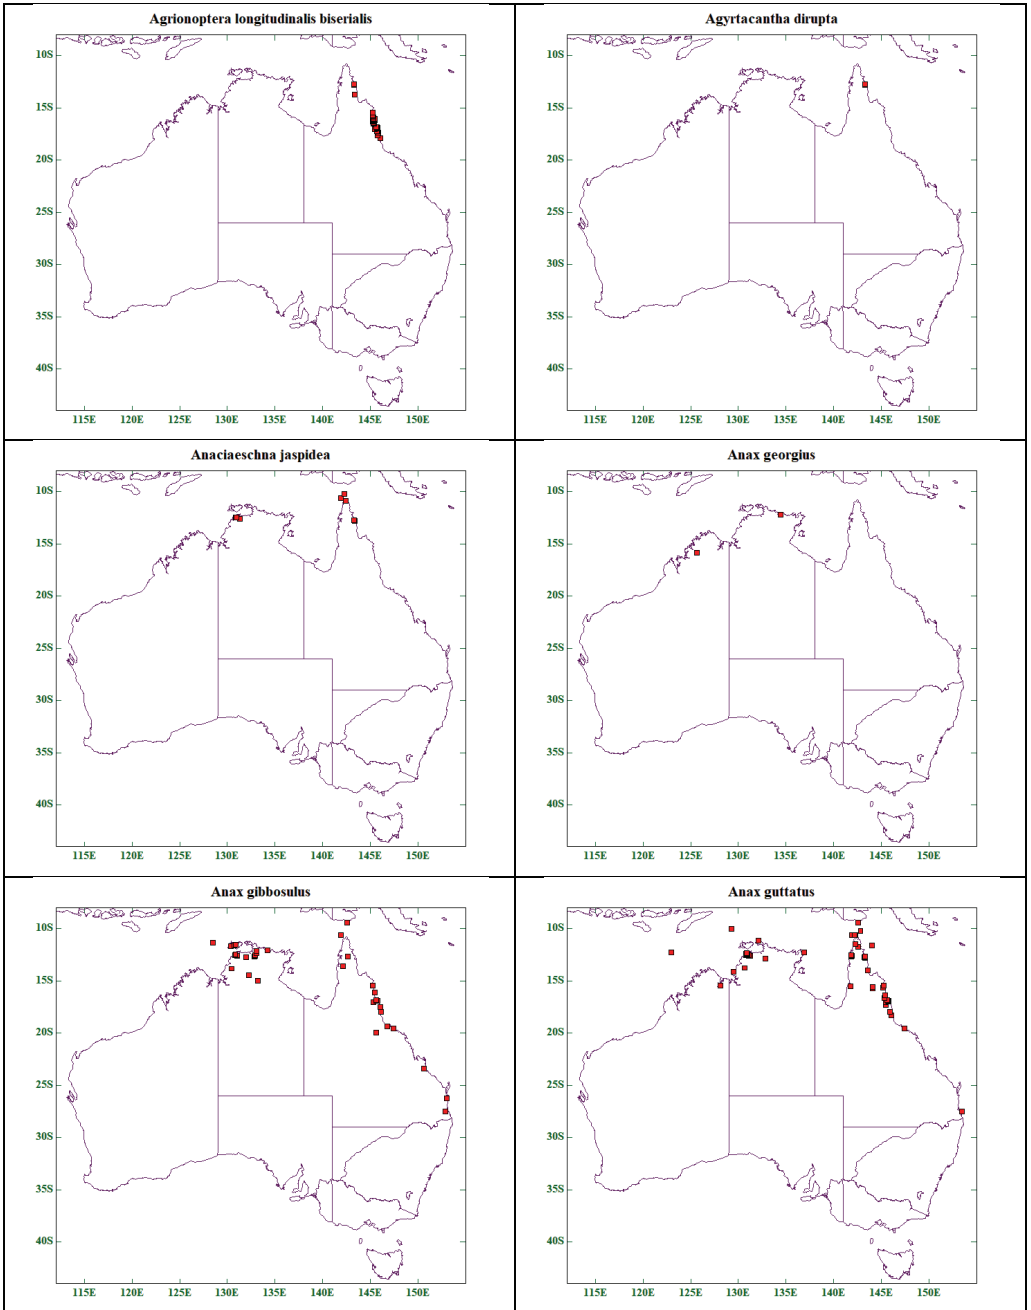 Agrionoptera longitudinalis biserialis
10S
15S
20S
25S
30S
35S
40S
115E 120E 125E 130E 135E 140E 145E 150E
Agyrtacantha dirupta
10S
15S
20S
25S
30S
35S
40S
115E 120E 125E 130E 135E 140E 145E 150E
Anaciaeschna jaspidea
10S
15S
20S
25S
30S
35S
40S
115E 120E 125E 130E 135E 140E 145E 150E
Anax georgius
10S
15S
20S
25S
30S
35S
40S
115E 120E 125E 130E 135E 140E 145E 150E
Anax gibbosulus
10S
15S
20S
25S
30S
35S
40S
115E 120E 125E 130E 135E 140E 145E 150E
Anax guttatus
10S
15S
20S
25S
30S
35S
40S
115E 120E 125E 130E 135E 140E 145E 150E